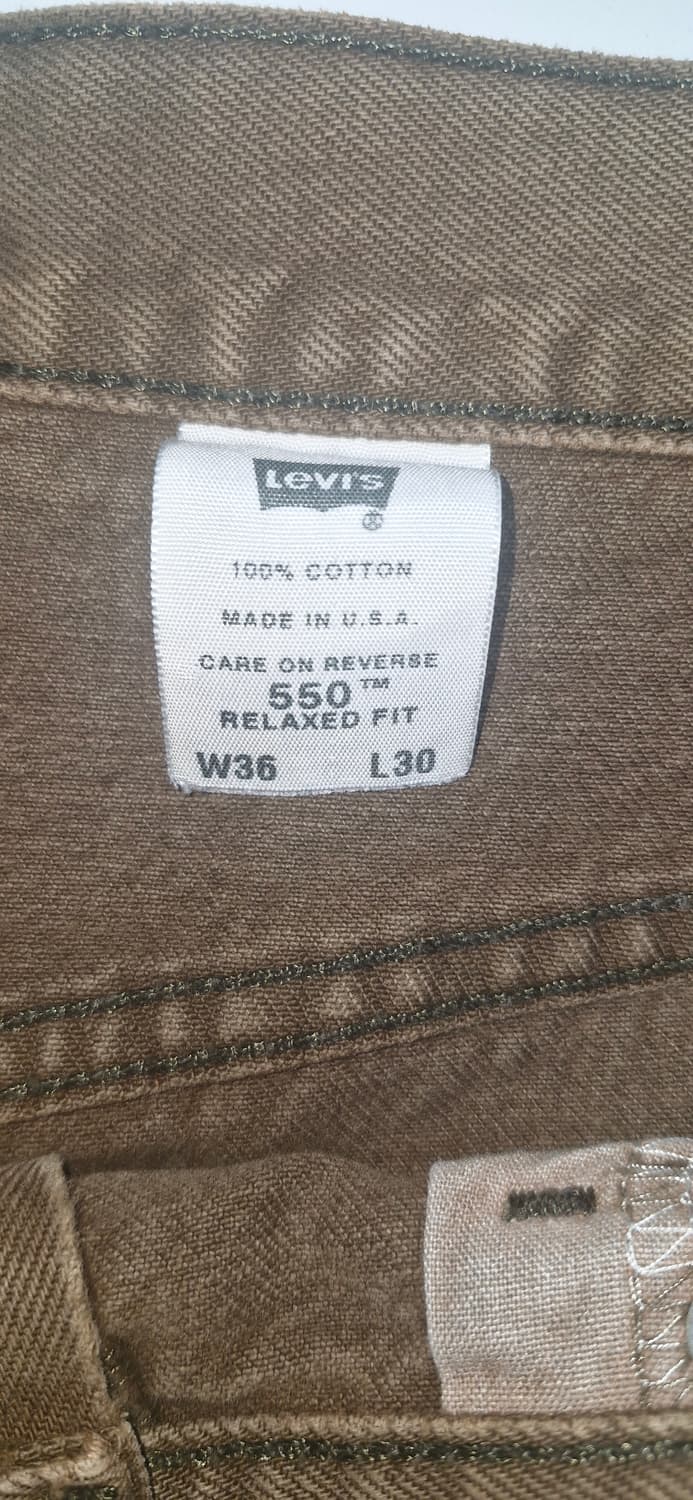 Levi's
®
100% COTTON
MADE IN U.S.A.
CARE ON REVERSE
550™
RELAXED FIT
W36 L30